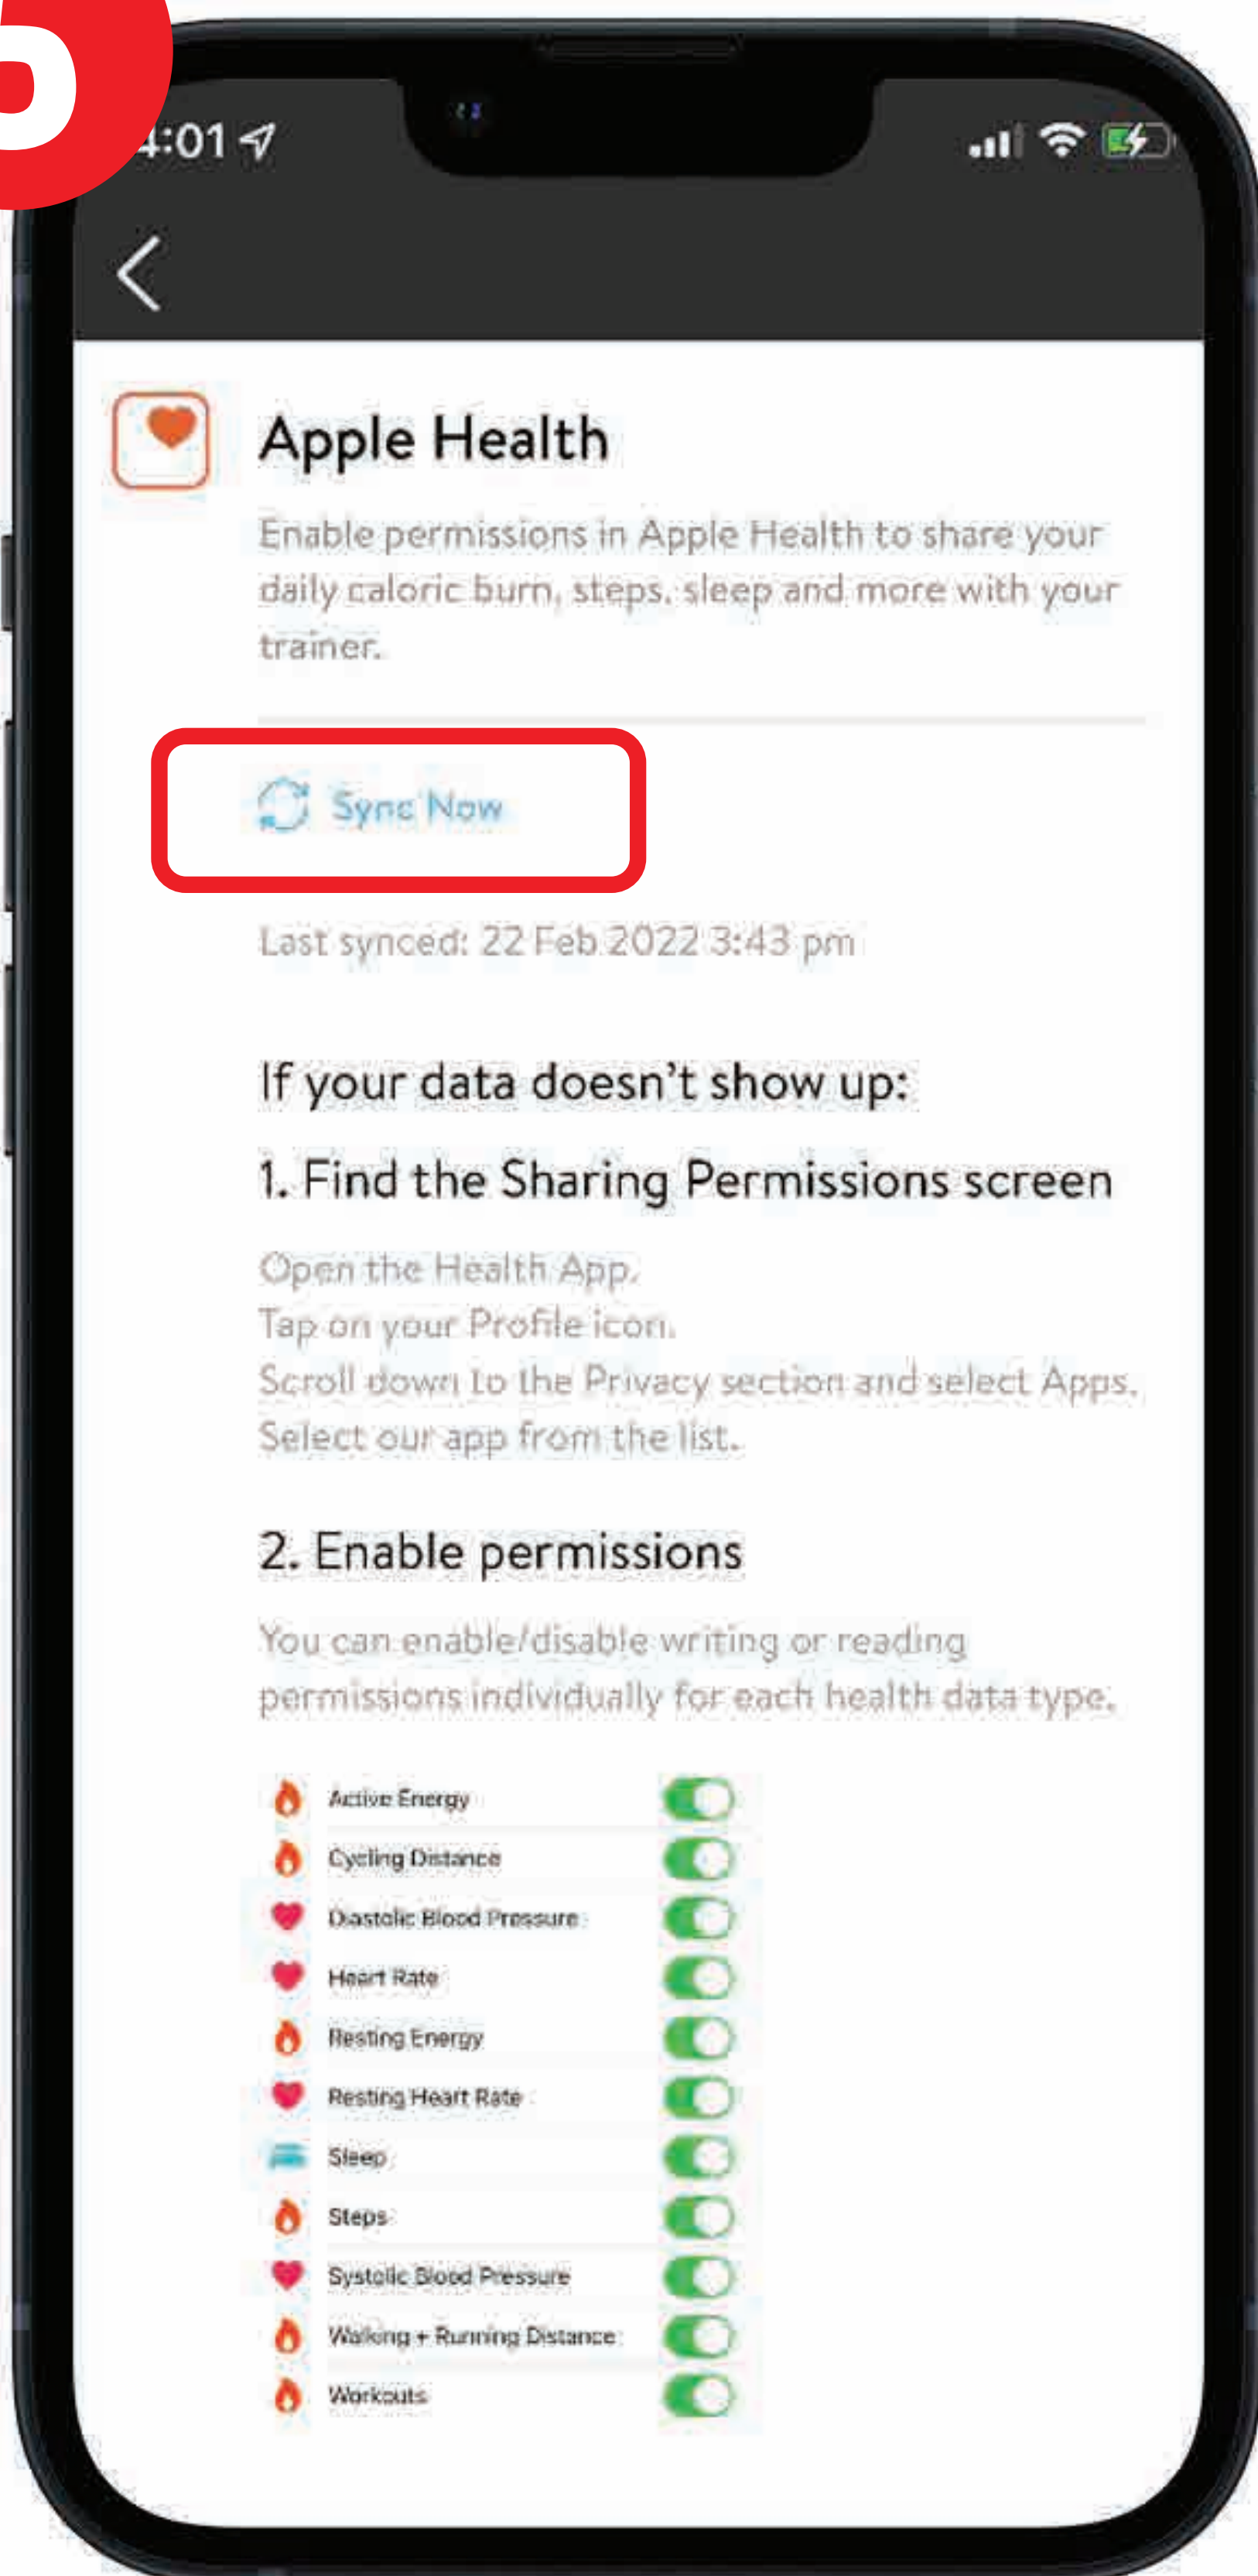 4:01
Apple Health
Enable permissions in Apple Health to share your
daily caloric burn, steps, sleep and more with your
trainer.
Sync Now
Last synced: 22 Feb 2022 3:43 pm
If your data doesn't show up:
1. Find the Sharing Permissions screen
Open the Health App.
Tap on your Profile icon.
Scroll down to the Privacy section and select Apps.
Select our app from the list.
2. Enable permissions
You can enable/disable writing or reading
permissions individually for each health data type.
Active Energy
Cycling Distance
Diastolic Blood Pressure
Heart Rate
Resting Energy
Resting Heart Rate
Sleep
Steps
Systolic Blood Pressure
Walking + Running Distance
Workouts